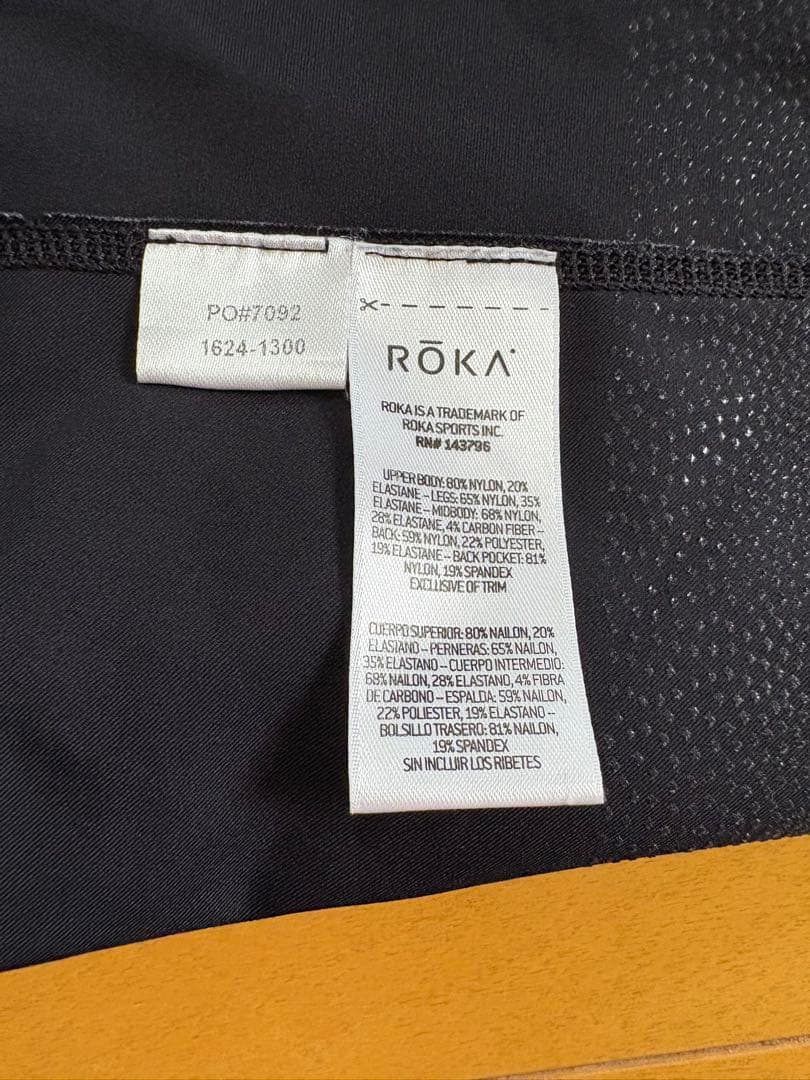 PO#7092
1624-1300
RŌKA
ROKA IS A TRADEMARK OF
ROKA SPORTS INC.
RN# 143796
UPPER BODY: 80% NYLON, 20%
ELASTANE – LEGS: 65% NYLON, 35%
ELASTANE – MIDBODY: 68% NYLON,
28% ELASTANE, 4% CARBON FIBER –
BACK: 59% NYLON, 22% POLYESTER,
19% ELASTANE – BACK POCKET: 81%
NYLON, 19% SPANDEX
EXCLUSIVE OF TRIM
CUERPO SUPERIOR: 80% NAILON, 20%
ELASTANO – PERNERAS: 65% NAILON,
35% ELASTANO – CUERPO INTERMEDIO:
68% NAILON, 28% ELASTANO, 4% FIBRA
DE CARBONO – ESPALDA: 59% NAILON,
22% POLIESTER, 19% ELASTANO –
BOLSILLO TRASERO: 81% NAILON,
19% SPANDEX
SIN INCLUIR LOS RIBETES